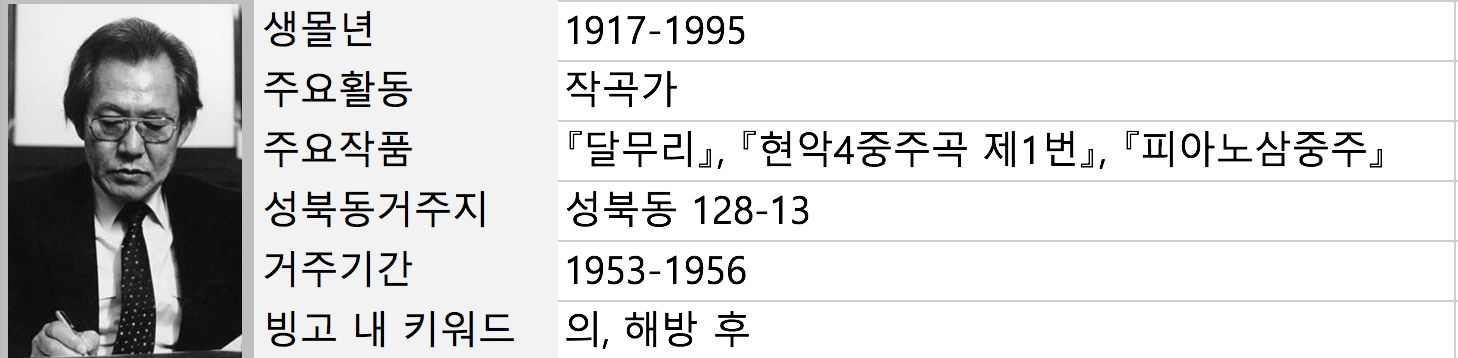 생몰년 1917-1995
주요활동 작곡가
주요작품 『달무리』, 『현악4중주곡 제1번』, 『피아노삼중주』
성북동거주지 성북동 128-13
거주기간 1953-1956
빙고 내 키워드 의, 해방 후